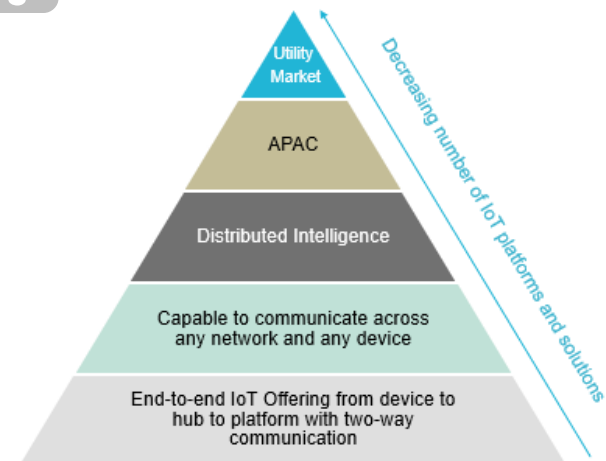 Utility
Market
APAC
Distributed Intelligence
Capable to communicate across
any network and any device
End-to-end IoT Offering from device to
hub to platform with two-way
communication
Decreasing number of IoT platforms and solutions